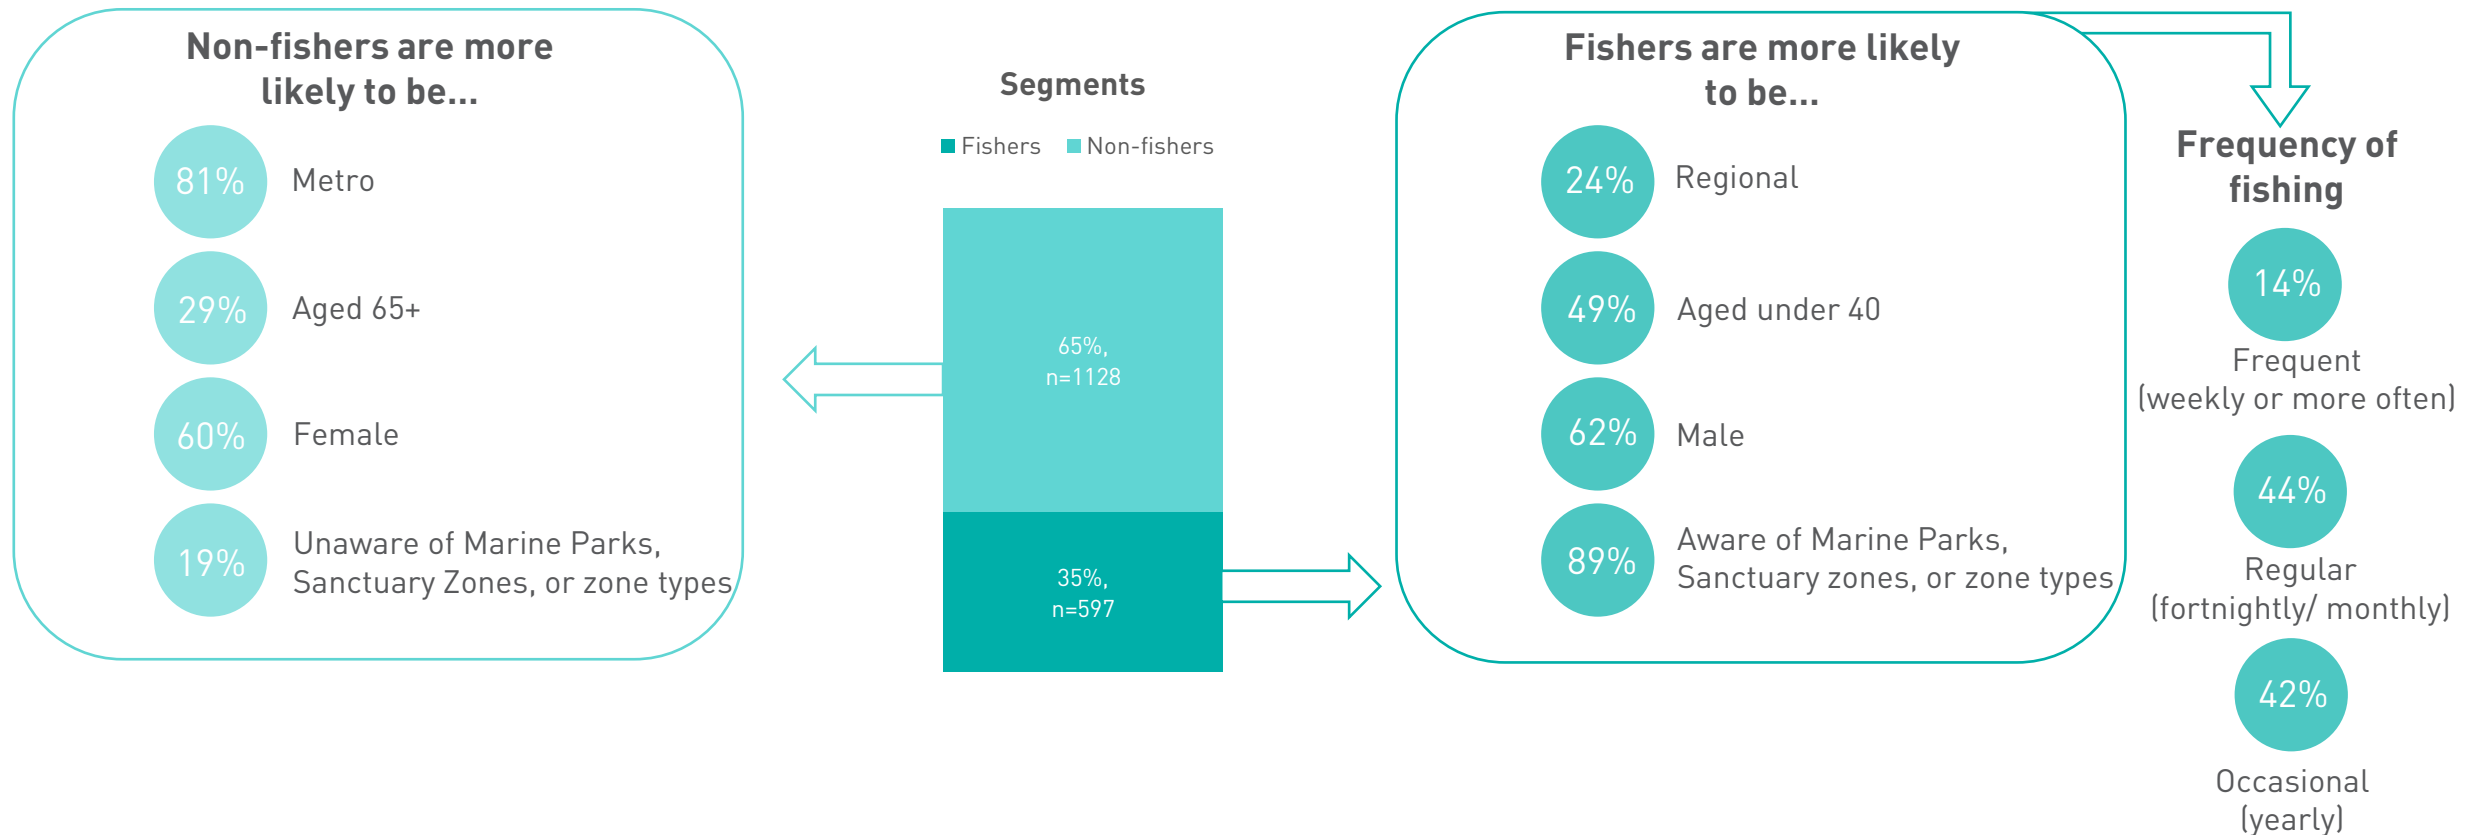 Non-fishers are more
likely to be...
81%
Metro
29%
Aged 65+
60%
Female
19%
Unaware of Marine Parks,
Sanctuary Zones, or zone types
Segments
Fishers
Non-fishers
65%,
n=1128
35%,
n=597
Fishers are more likely
to be...
24%
Regional
49%
Aged under 40
62%
Male
89%
Aware of Marine Parks,
Sanctuary zones, or zone types
Frequency of
fishing
14%
Frequent
(weekly or more often)
44%
Regular
(fortnightly/ monthly)
42%
Occasional
(yearly)